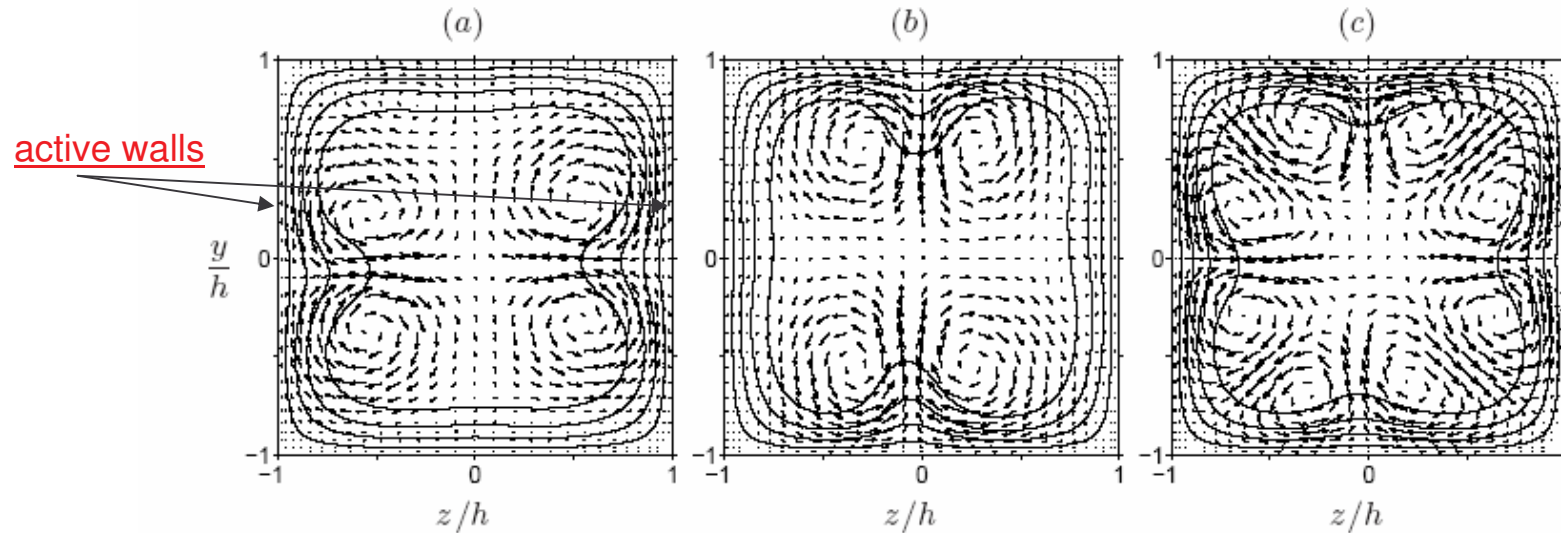 (a) (b) (c)
active walls
y/h
1 0 −1
−1 0 1
z/h
1 0 −1
−1 0 1
z/h
1 0 −1
−1 0
z/h